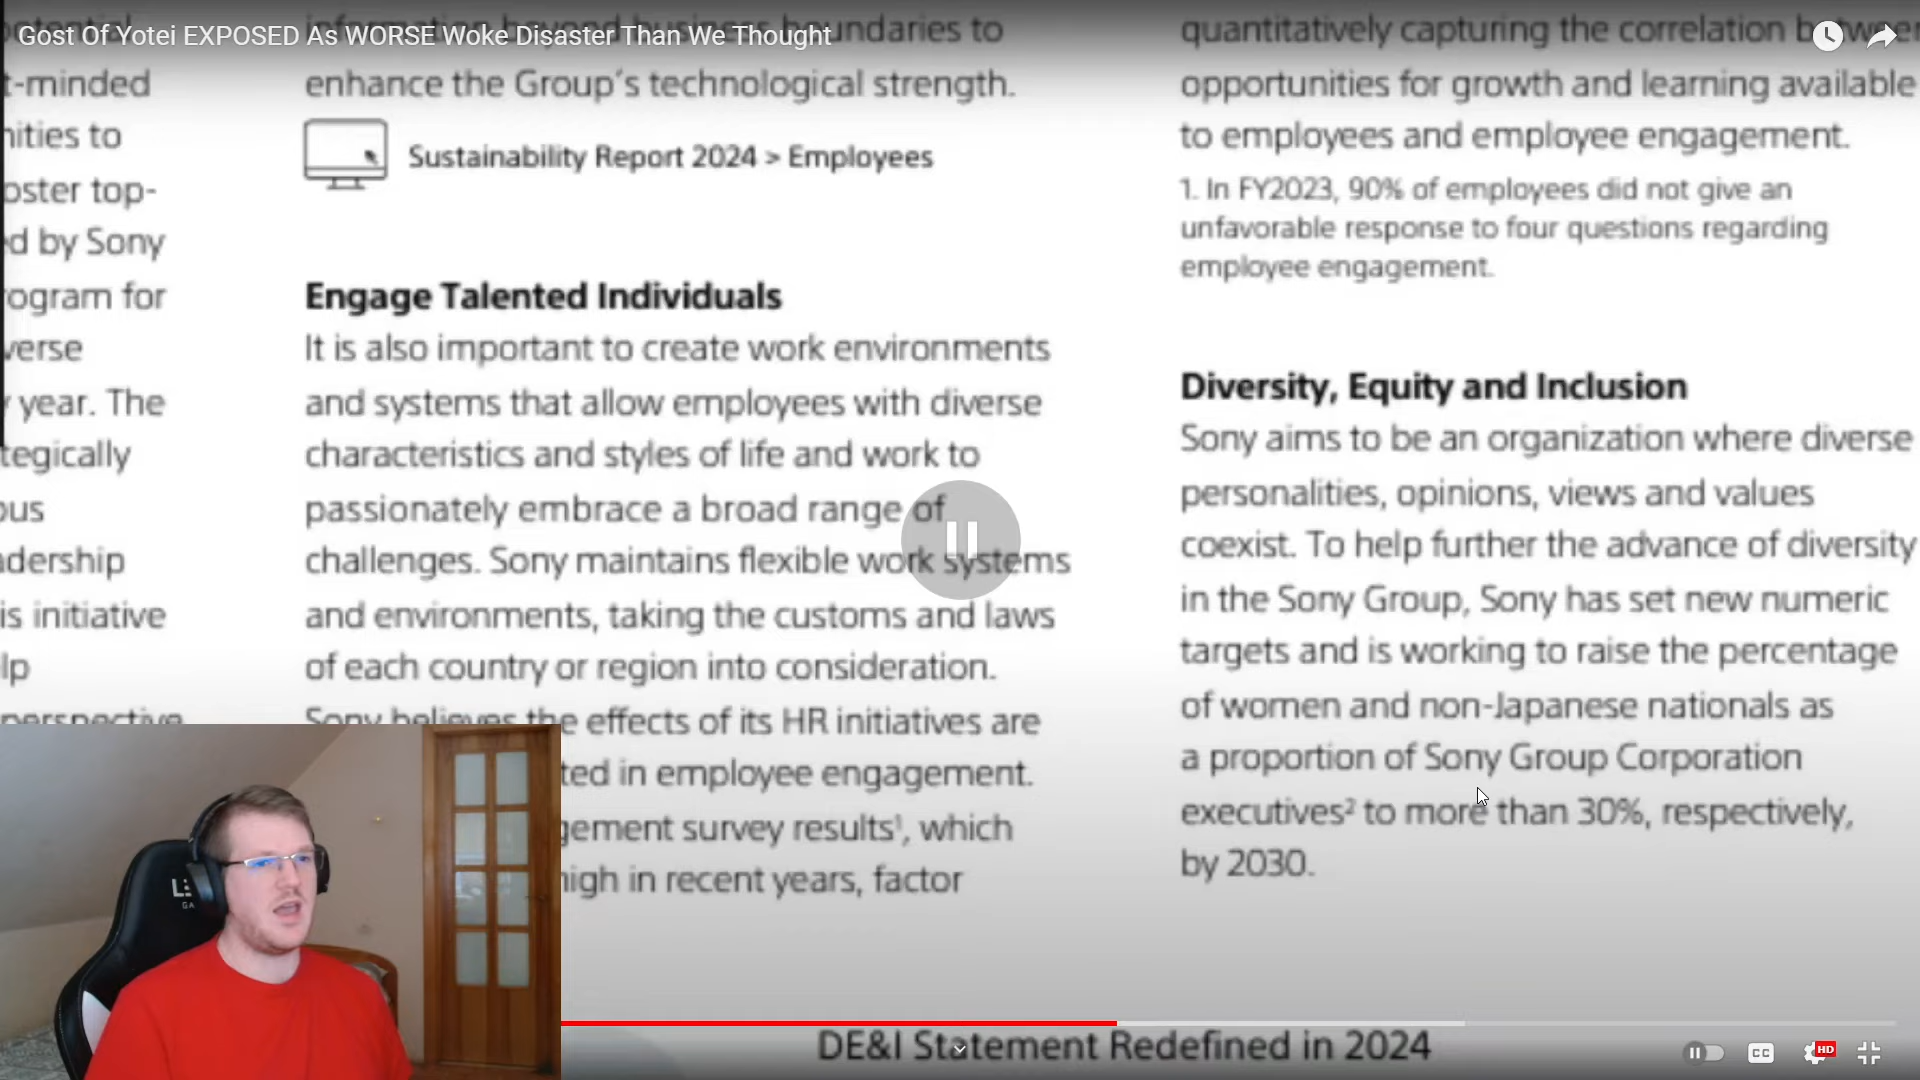 Gost Of Yotei EXPOSED As WORSE Woke Disaster Than We Thought
t-minded
nities to
oster top-
ed by Sony
ogram for
verse
year. The
tegically
ous
adership
is initiative
lp
perspective
information beyond business boundaries to
enhance the Group's technological strength.
Sustainability Report 2024 > Employees
Engage Talented Individuals
It is also important to create work environments
and systems that allow employees with diverse
characteristics and styles of life and work to
passionately embrace a broad range of
challenges. Sony maintains flexible work systems
and environments, taking the customs and laws
of each country or region into consideration.
Sony believes the effects of its HR initiatives are
ted in employee engagement.
gement survey results¹, which
high in recent years, factor
quantitatively capturing the correlation between
opportunities for growth and learning available
to employees and employee engagement.
1. In FY2023, 90% of employees did not give an
unfavorable response to four questions regarding
employee engagement.
Diversity, Equity and Inclusion
Sony aims to be an organization where diverse
personalities, opinions, views and values
coexist. To help further the advance of diversity
in the Sony Group, Sony has set new numeric
targets and is working to raise the percentage
of women and non-Japanese nationals as
a proportion of Sony Group Corporation
executives² to more than 30%, respectively,
by 2030.
DE&I Statement Redefined in 2024
CC
HD